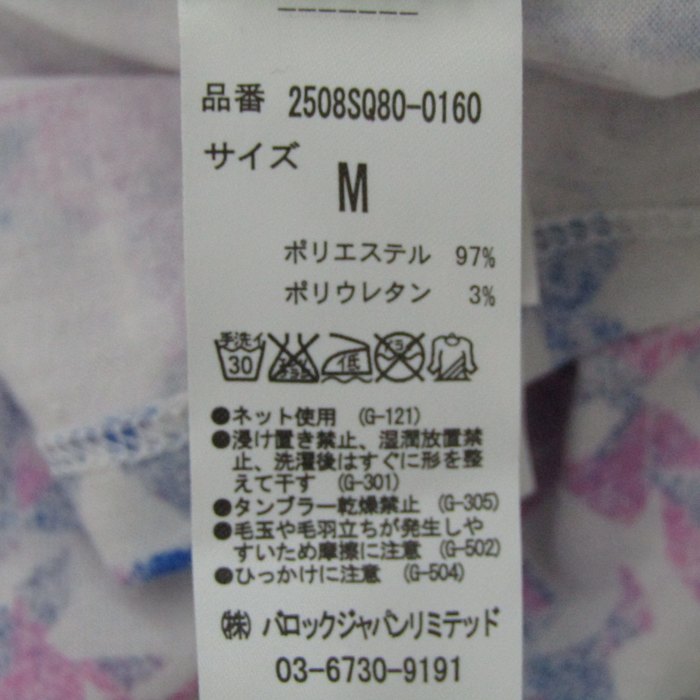 品番 2508SQ80-0160
サイズ
M
ポリエステル 97%
ポリウレタン 3%
手洗イ
30
低
●ネット使用 (G-121)
●浸け置き禁止、湿潤放置禁
止、洗濯後はすぐに形を整
えて干す (G-301)
●タンブラー乾燥禁止 (G-305)
●毛玉や毛羽立ちが発生しや
すいため摩擦に注意 (G-502)
●ひっかけに注意 (G-504)
㈱ バロックジャパンリミテッド
03-6730-9191